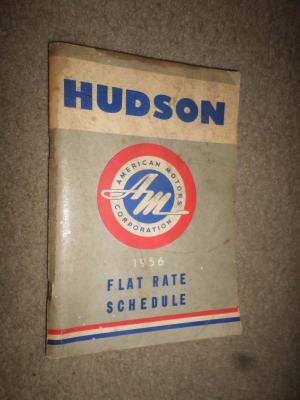 HUDSON
AMERICAN MOTORS
AM
CORPORATION
1956
FLAT RATE
SCHEDULE